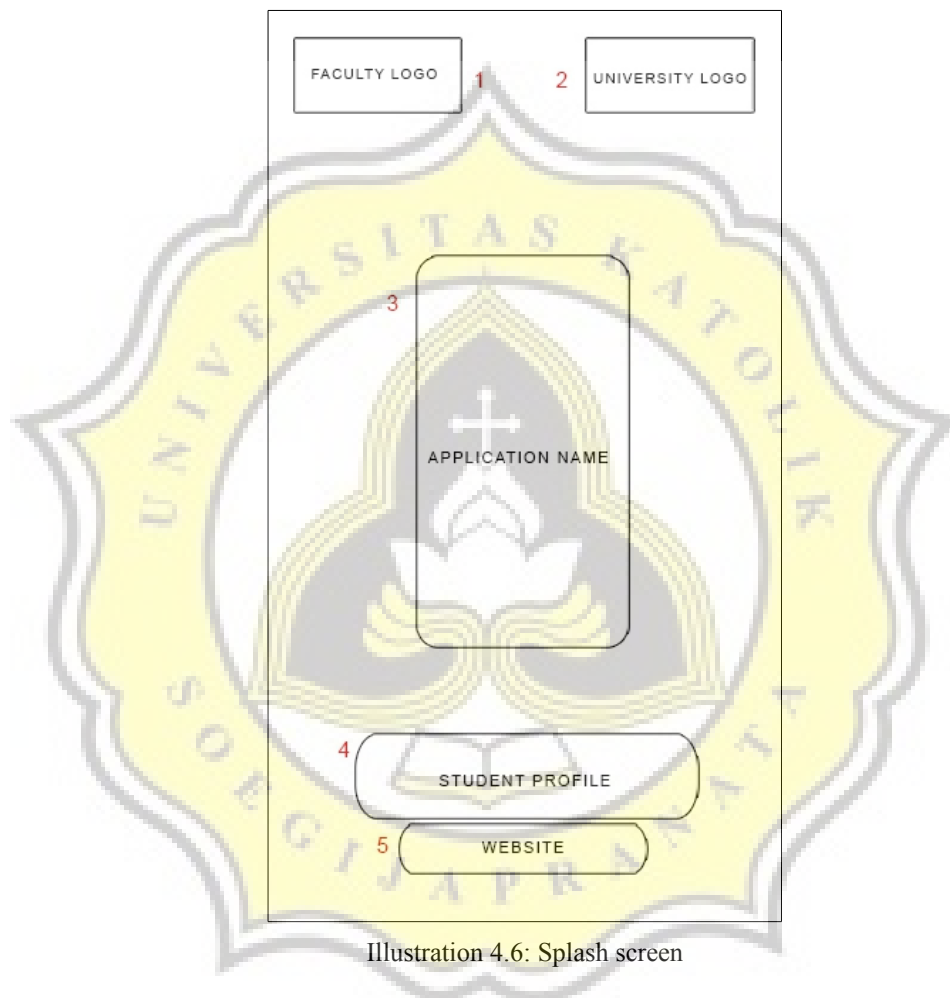 FACULTY LOGO 1 2 UNIVERSITY LOGO
UNIVERSITAS KATOLIK
3
APPLICATION NAME
4
STUDENT PROFILE
5 WEBSITE
SOEGIJAPRANATA
Illustration 4.6: Splash screen